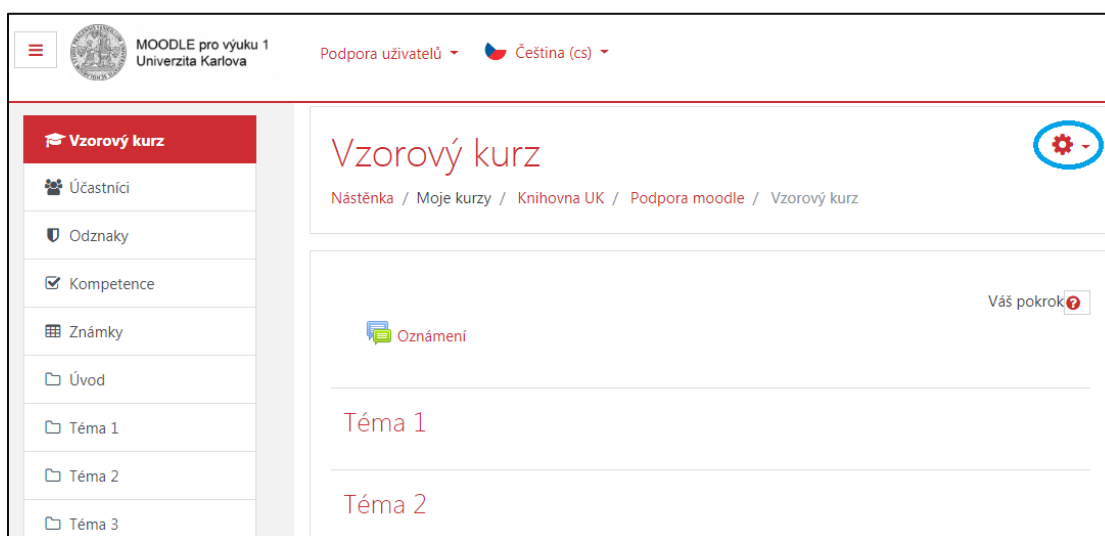 MOODLE pro výuku 1
Univerzita Karlova
Podpora uživatelů
Čeština (cs)
Vzorový kurz
Účastníci
Odznaky
Kompetence
Známky
Úvod
Téma 1
Téma 2
Téma 3
Vzorový kurz
Nástěnka / Moje kurzy / Knihovna UK / Podpora moodle / Vzorový kurz
Váš pokrok
Oznámení
Téma 1
Téma 2